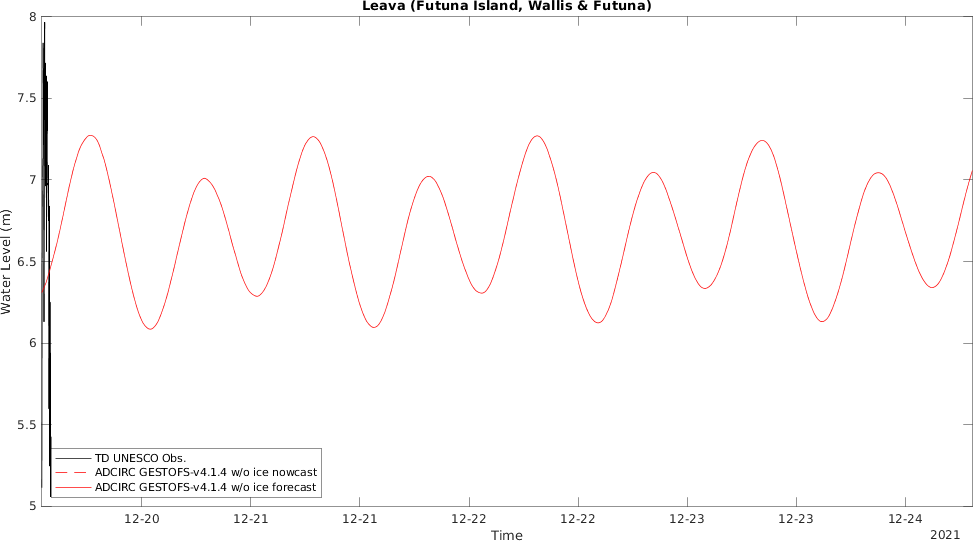 Leava (Futuna Island, Wallis & Futuna)
8
7.5
7
6.5
6
5.5
5
Water Level (m)
TD UNESCO Obs.
ADCIRC GESTOFS-v4.1.4 w/o ice nowcast
ADCIRC GESTOFS-v4.1.4 w/o ice forecast
12-20 12-21 12-21 12-22 12-22 12-23 12-23 12-24
Time
2021